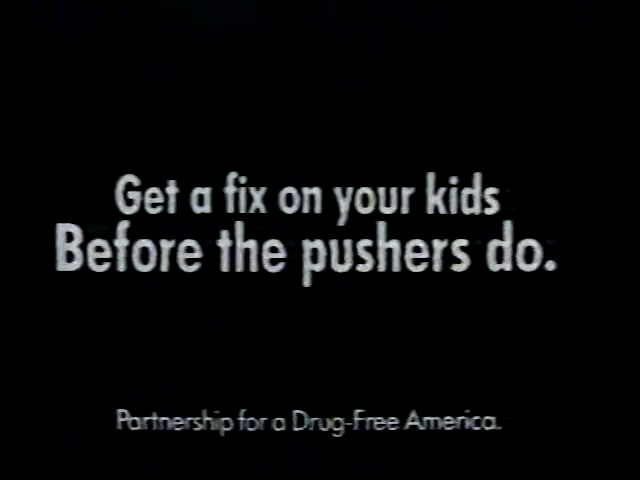 Get a fix on your kids
Before the pushers do.
Partnership for a Drug-Free America.